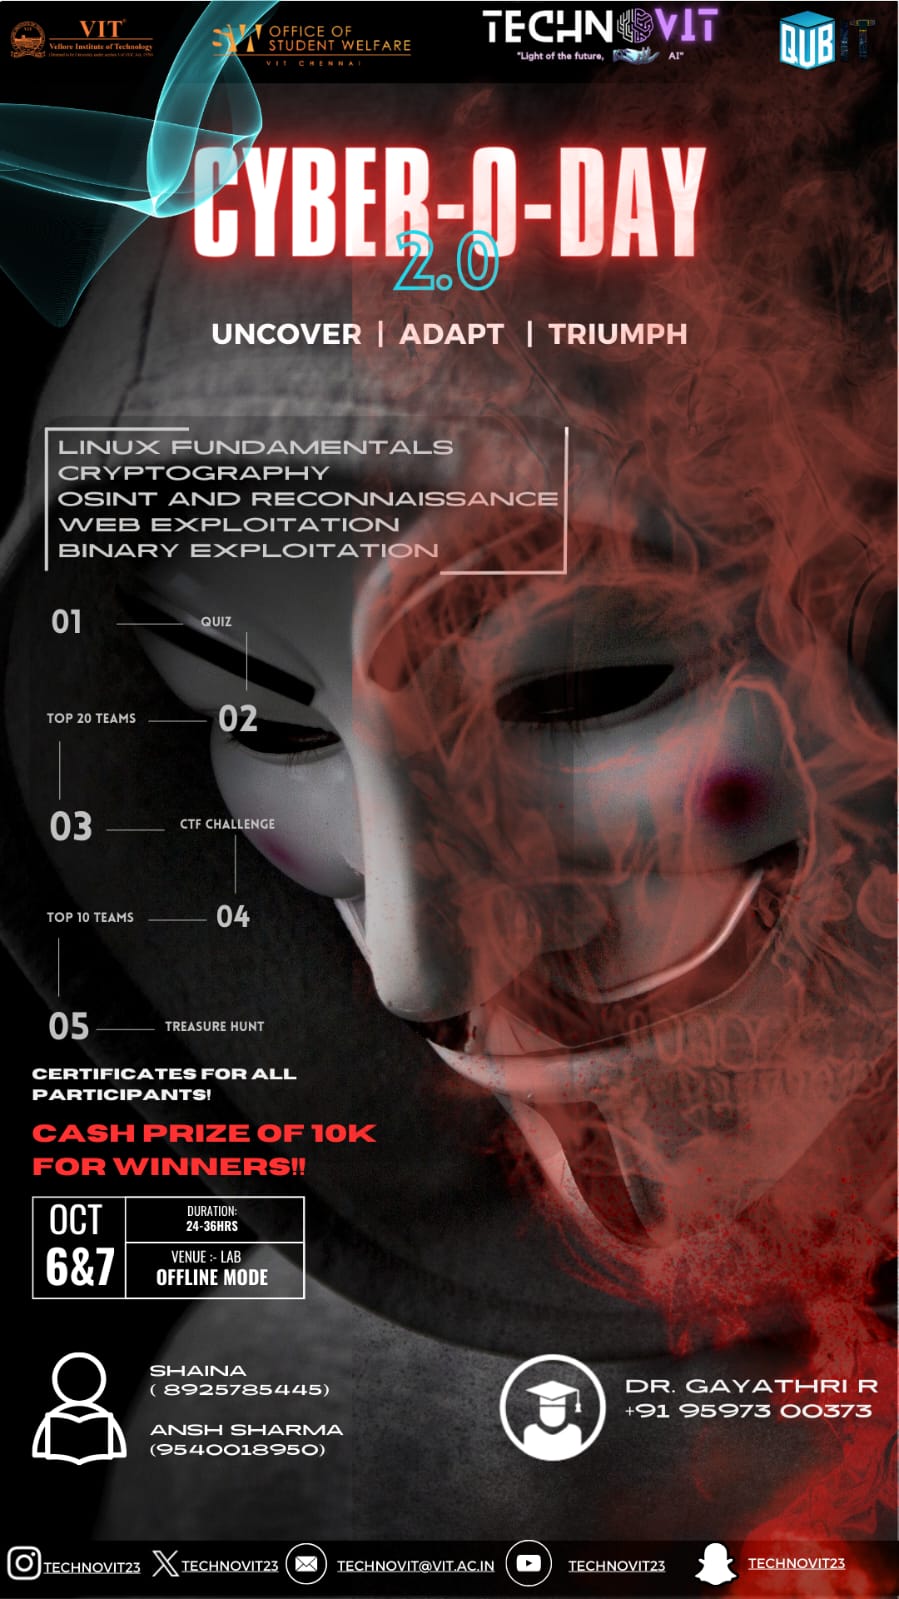 VIT
Vellore Institute of Technology
OFFICE OF
STUDENT WELFARE
VIT CHENNAI
TECHNOVIT
"Light of the future, AI"
QUBIT
CYBER-0-DAY
2.0
UNCOVER | ADAPT | TRIUMPH
LINUX FUNDAMENTALS
CRYPTOGRAPHY
OSINT AND RECONNAISSANCE
WEB EXPLOITATION
BINARY EXPLOITATION
01 QUIZ
TOP 20 TEAMS 02
03 CTF CHALLENGE
TOP 10 TEAMS 04
05 TREASURE HUNT
CERTIFICATES FOR ALL
PARTICIPANTS!
CASH PRIZE OF 10K
FOR WINNERS!!
OCT
6&7
DURATION:
24-36HRS
VENUE :- LAB
OFFLINE MODE
SHAINA
( 8925785445)
ANSH SHARMA
(9540018950)
DR. GAYATHRI R
+91 95973 00373
TECHNOVIT23 TECHNOVIT23 TECHNOVIT@VIT.AC.IN TECHNOVIT23 TECHNOVIT23